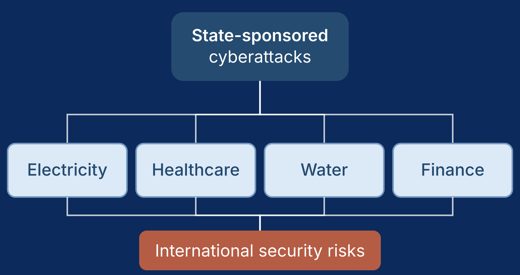 State-sponsored
cyberattacks
Electricity
Healthcare
Water
Finance
International security risks